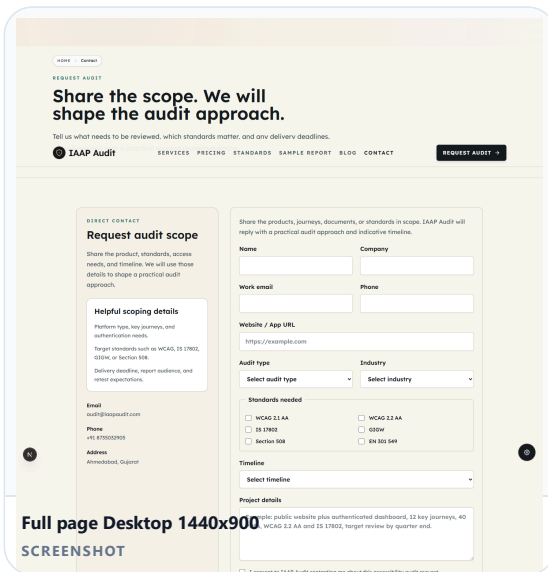 HOME / Contact
REQUEST AUDIT
Share the scope. We will
shape the audit approach.
Tell us what needs to be reviewed, which standards matter, and any delivery deadlines.
IAAP Audit SERVICES PRICING STANDARDS SAMPLE REPORT BLOG CONTACT REQUEST AUDIT →
DIRECT CONTACT
Request audit scope
Share the product, standards, access
needs, and timeline. We will use those
details to shape a practical audit
approach.
Helpful scoping details
Platform type, key journeys, and
authentication needs.
Target standards such as WCAG, IS 17802,
GIGW, or Section 508.
Delivery deadline, report audience, and
retest expectations.
Email
audit@iaapaudit.com
Phone
+91 8735032905
Address
Ahmedabad, Gujarat
Share the products, journeys, documents, or standards in scope. IAAP Audit will
reply with a practical audit approach and indicative timeline.
Name Company
Work email Phone
Website / App URL
https://example.com
Audit type Industry
Select audit type Select industry
Standards needed
WCAG 2.1 AA WCAG 2.2 AA
IS 17802 GIGW
Section 508 EN 301 549
Timeline
Select timeline
Project details
Example: public website plus authenticated dashboard, 12 key journeys, 40
WCAG 2.2 AA and IS 17802, target review by quarter end.
N
Full page Desktop 1440x900
SCREENSHOT